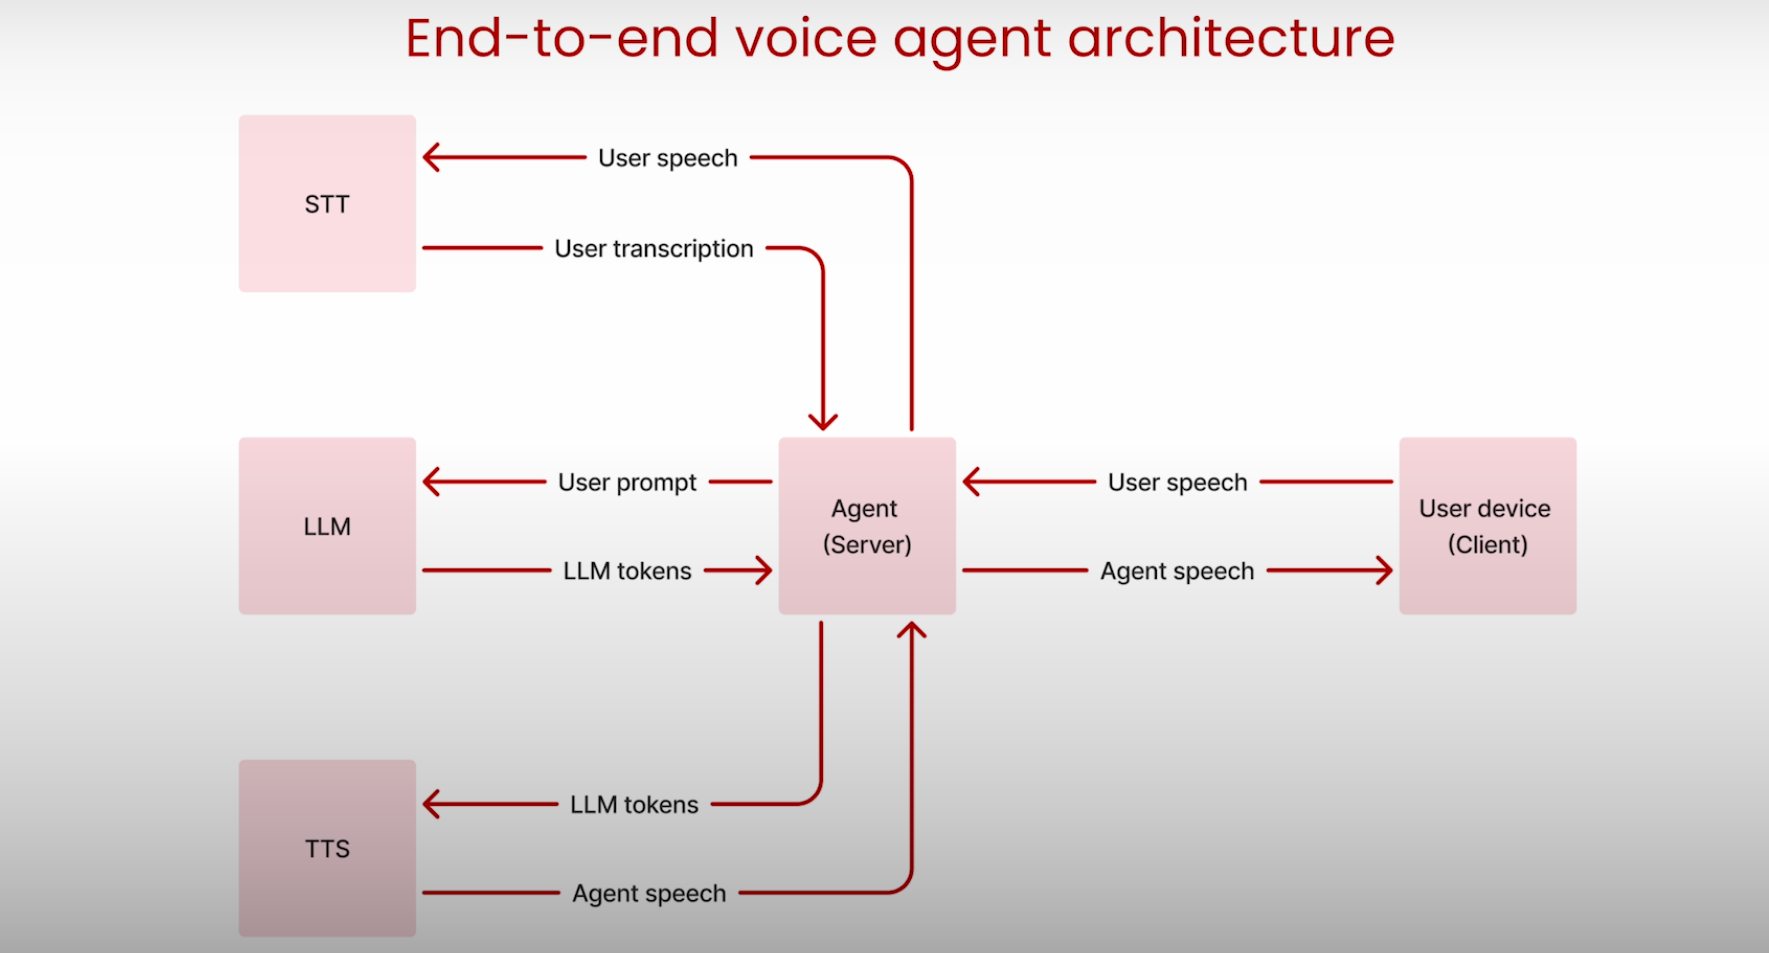 End-to-end voice agent architecture
User speech
STT
User transcription
User prompt
User speech
Agent
(Server)
User device
(Client)
LLM
LLM tokens
Agent speech
LLM tokens
TTS
Agent speech